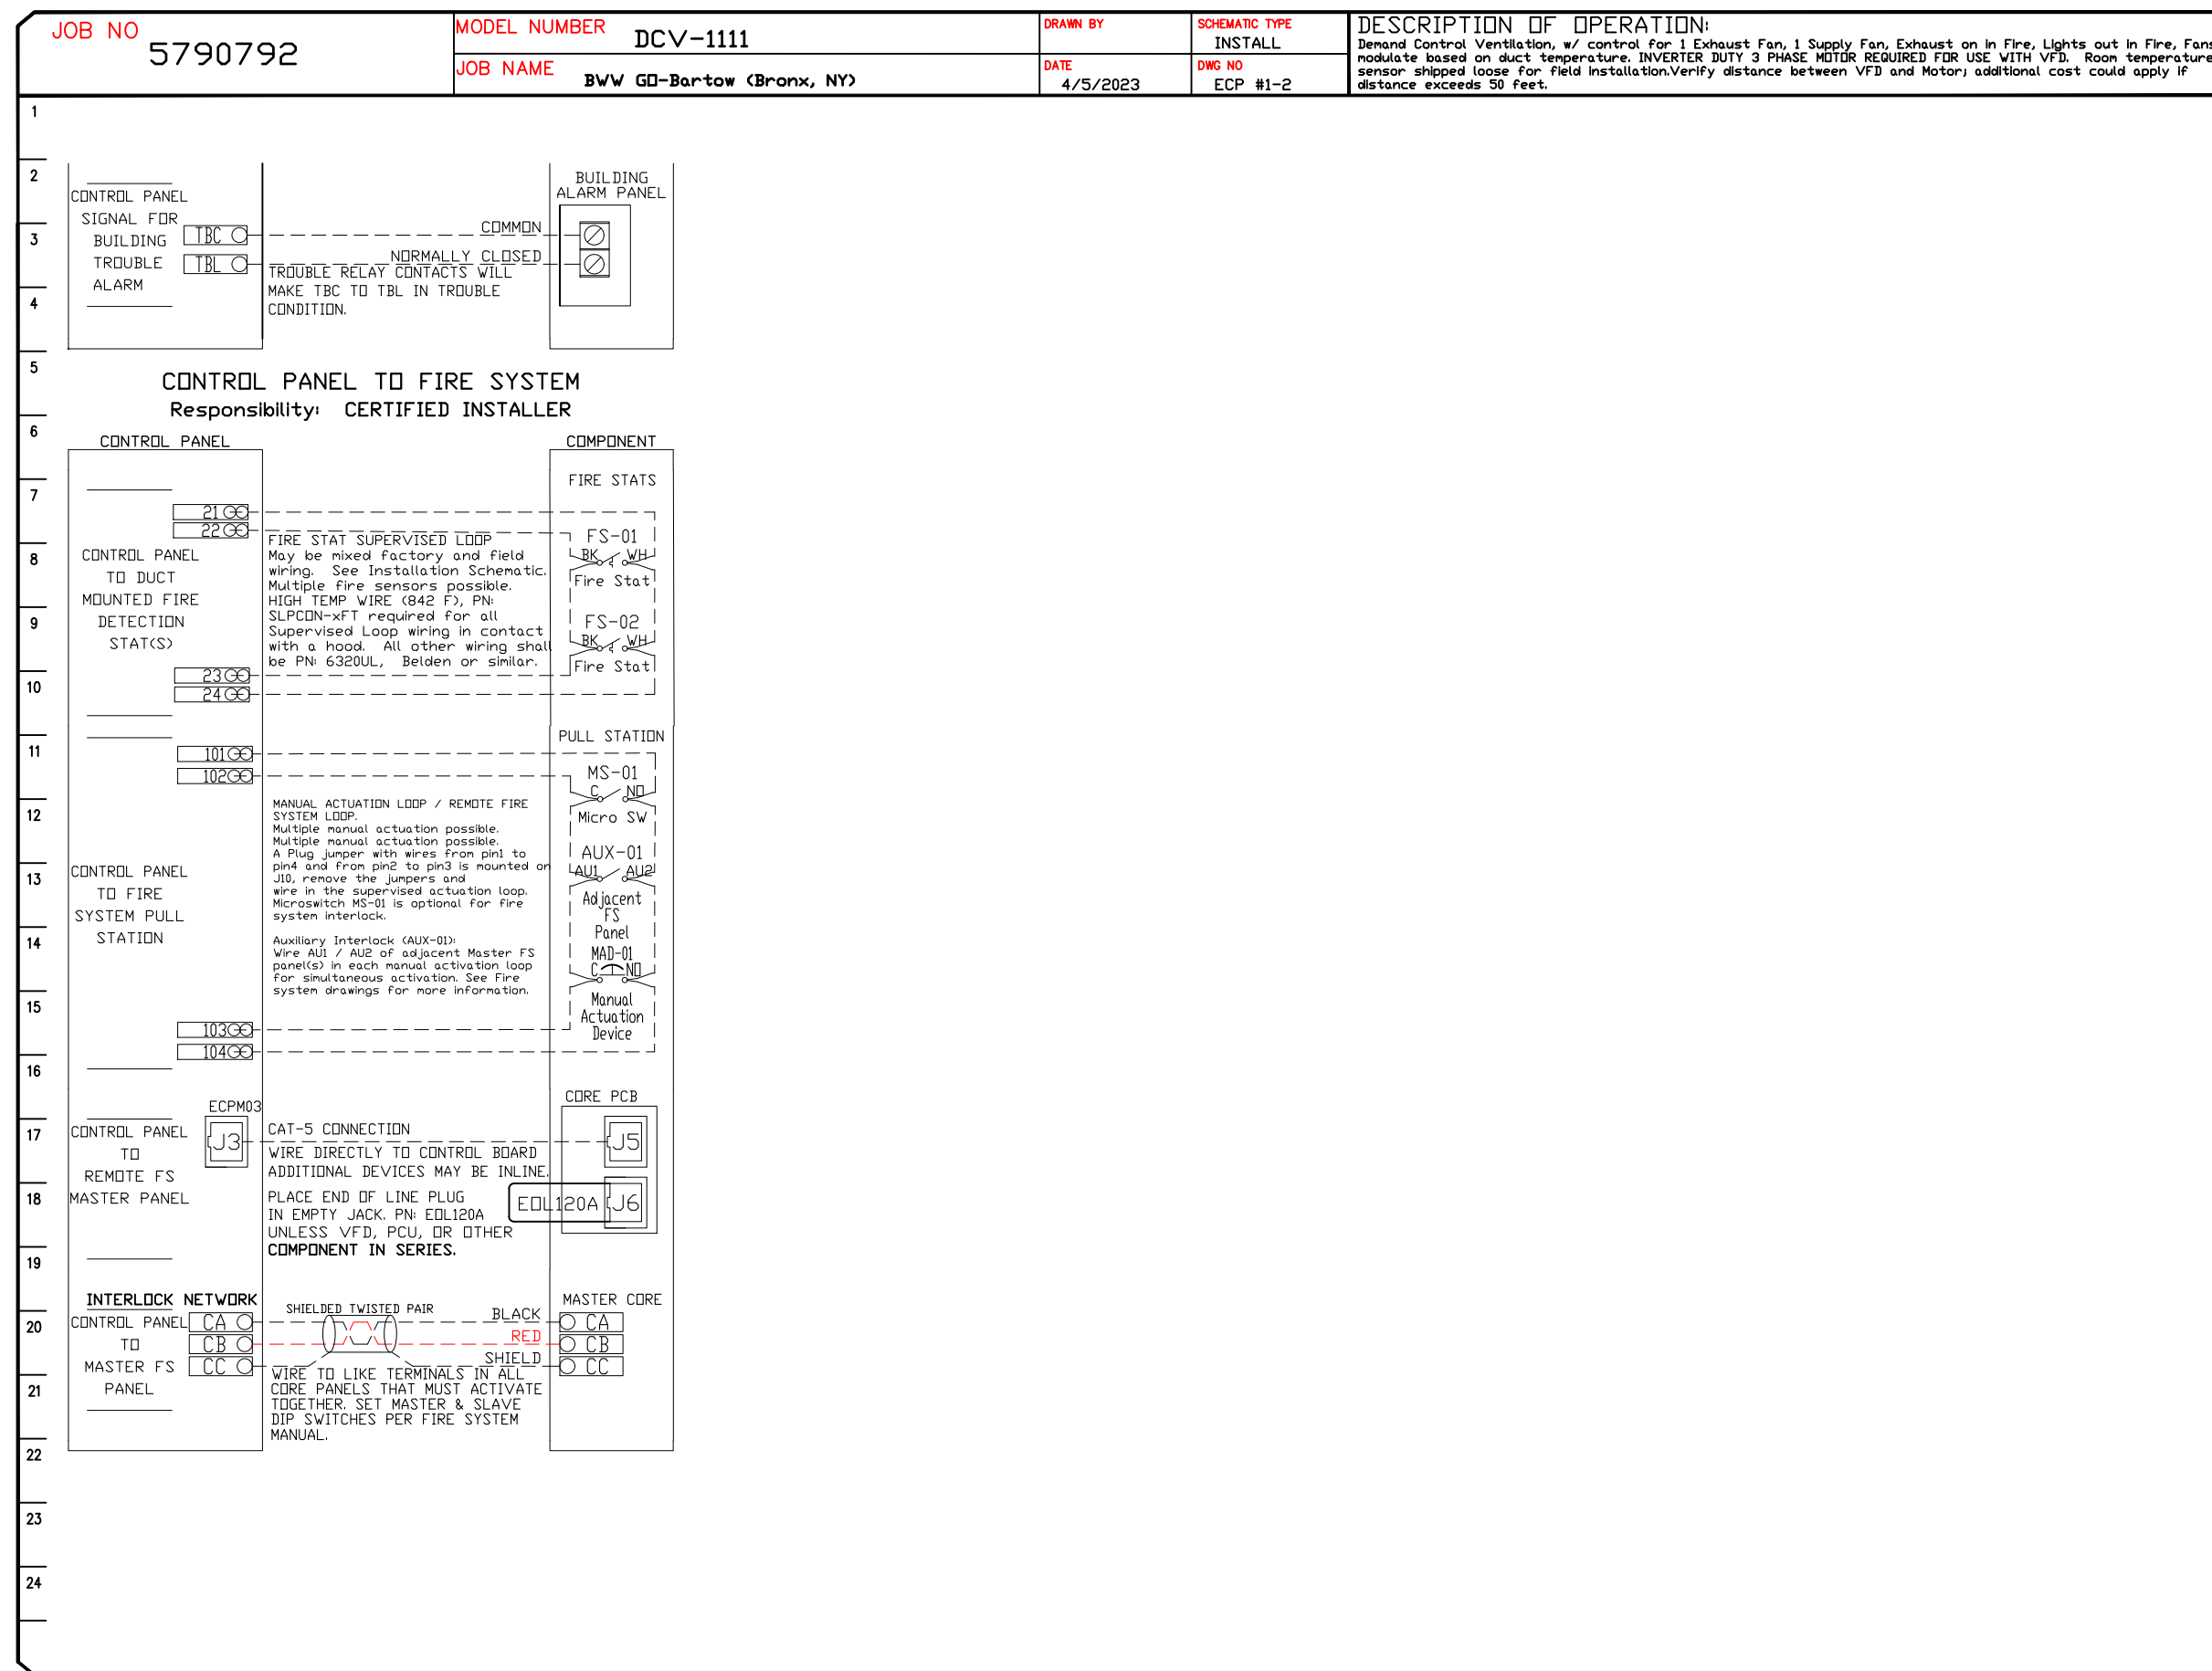 JOB NO
5790792
MODEL NUMBER
DCV-1111
JOB NAME
BWW GO-Bartow (Bronx, NY)
DRAWN BY
DATE
4/5/2023
SCHEMATIC TYPE
INSTALL
DWG NO
ECP #1-2
DESCRIPTION OF OPERATION:
Demand Control Ventilation, w/ control for 1 Exhaust Fan, 1 Supply Fan, Exhaust on in Fire, Lights out in Fire, Fans
modulate based on duct temperature. INVERTER DUTY 3 PHASE MOTOR REQUIRED FOR USE WITH VFD. Room temperature
sensor shipped loose for field installation.Verify distance between VFD and Motor; additional cost could apply if
distance exceeds 50 feet.
1
2
3
4
5
6
7
8
9
10
11
12
13
14
15
16
17
18
19
20
21
22
23
24
CONTROL PANEL
SIGNAL FOR
BUILDING
TROUBLE
ALARM
TBC
TBL
COMMON
NORMALLY CLOSED
TROUBLE RELAY CONTACTS WILL
MAKE TBC TO TBL IN TROUBLE
CONDITION.
BUILDING
ALARM PANEL
CONTROL PANEL TO FIRE SYSTEM
Responsibility: CERTIFIED INSTALLER
CONTROL PANEL
COMPONENT
CONTROL PANEL
TO DUCT
MOUNTED FIRE
DETECTION
STAT(S)
21
22
23
24
FIRE STAT SUPERVISED LOOP
May be mixed factory and field
wiring. See Installation Schematic.
Multiple fire sensors possible.
HIGH TEMP WIRE (842 F), PN:
SLPCON-xFT required for all
Supervised Loop wiring in contact
with a hood. All other wiring shall
be PN: 6320UL, Belden or similar.
FIRE STATS
FS-01
BK WH
Fire Stat
FS-02
BK WH
Fire Stat
CONTROL PANEL
TO FIRE
SYSTEM PULL
STATION
101
102
103
104
MANUAL ACTUATION LOOP / REMOTE FIRE
SYSTEM LOOP.
Multiple manual actuation possible.
Multiple manual actuation possible.
A Plug jumper with wires from pin1 to
pin4 and from pin2 to pin3 is mounted on
J10, remove the jumpers and
wire in the supervised actuation loop.
Microswitch MS-01 is optional for fire
system interlock.
Auxiliary Interlock (AUX-01):
Wire AU1 / AU2 of adjacent Master FS
panel(s) in each manual activation loop
for simultaneous activation. See Fire
system drawings for more information.
PULL STATION
MS-01
C NO
Micro SW
AUX-01
AU1 AU2
Adjacent
FS
Panel
MAD-01
C NO
Manual
Actuation
Device
CONTROL PANEL
TO
REMOTE FS
MASTER PANEL
ECPM03
J3
CAT-5 CONNECTION
WIRE DIRECTLY TO CONTROL BOARD
ADDITIONAL DEVICES MAY BE INLINE.
PLACE END OF LINE PLUG
IN EMPTY JACK. PN: EOL120A
UNLESS VFD, PCU, OR OTHER
COMPONENT IN SERIES.
CORE PCB
J5
EOL120A
J6
INTERLOCK NETWORK
CONTROL PANEL
TO
MASTER FS
PANEL
CA
CB
CC
SHIELDED TWISTED PAIR
BLACK
RED
SHIELD
WIRE TO LIKE TERMINALS IN ALL
CORE PANELS THAT MUST ACTIVATE
TOGETHER. SET MASTER & SLAVE
DIP SWITCHES PER FIRE SYSTEM
MANUAL.
MASTER CORE
CA
CB
CC